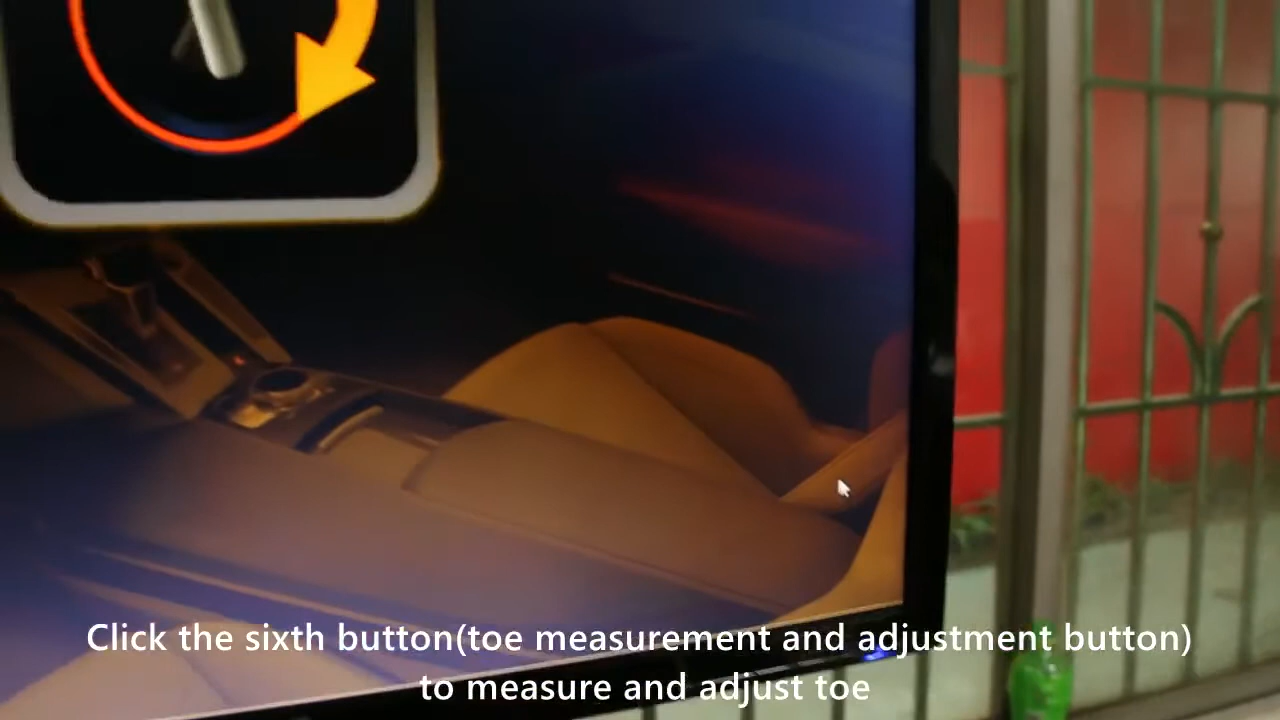 Click the sixth button(toe measurement and adjustment button)
to measure and adjust toe